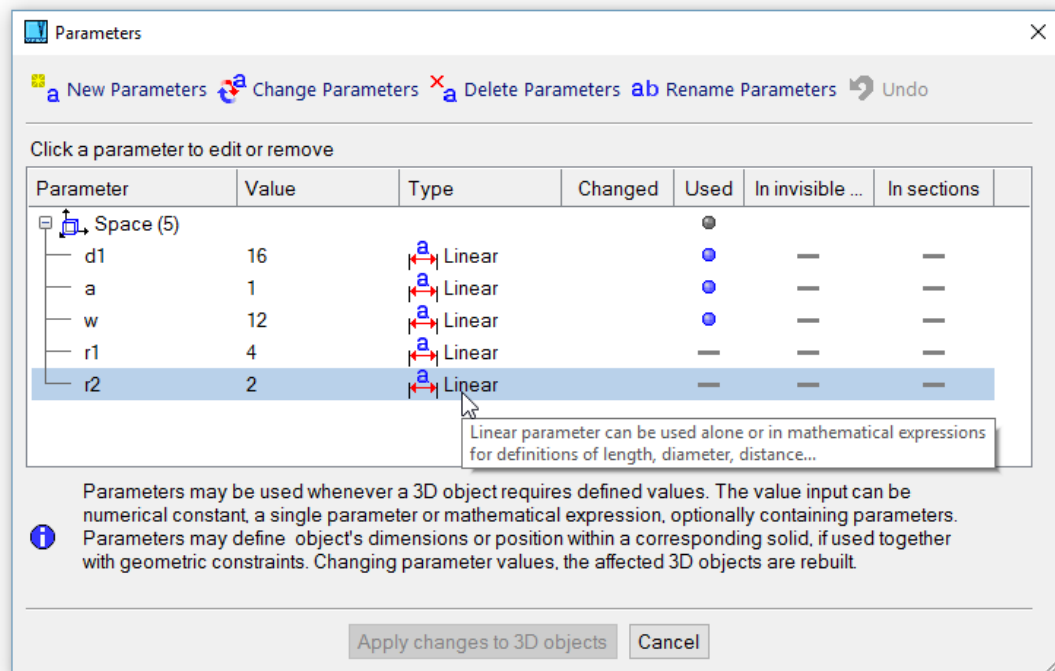 Parameters
a New Parameters a Change Parameters a Delete Parameters ab Rename Parameters Undo
Click a parameter to edit or remove
Parameter Value Type Changed Used In invisible ... In sections
Space (5)
d1 16 a Linear
a 1 a Linear
w 12 a Linear
r1 4 a Linear
r2 2 a Linear
Linear parameter can be used alone or in mathematical expressions
for definitions of length, diameter, distance...
Parameters may be used whenever a 3D object requires defined values. The value input can be
numerical constant, a single parameter or mathematical expression, optionally containing parameters.
Parameters may define object's dimensions or position within a corresponding solid, if used together
with geometric constraints. Changing parameter values, the affected 3D objects are rebuilt.
Apply changes to 3D objects Cancel